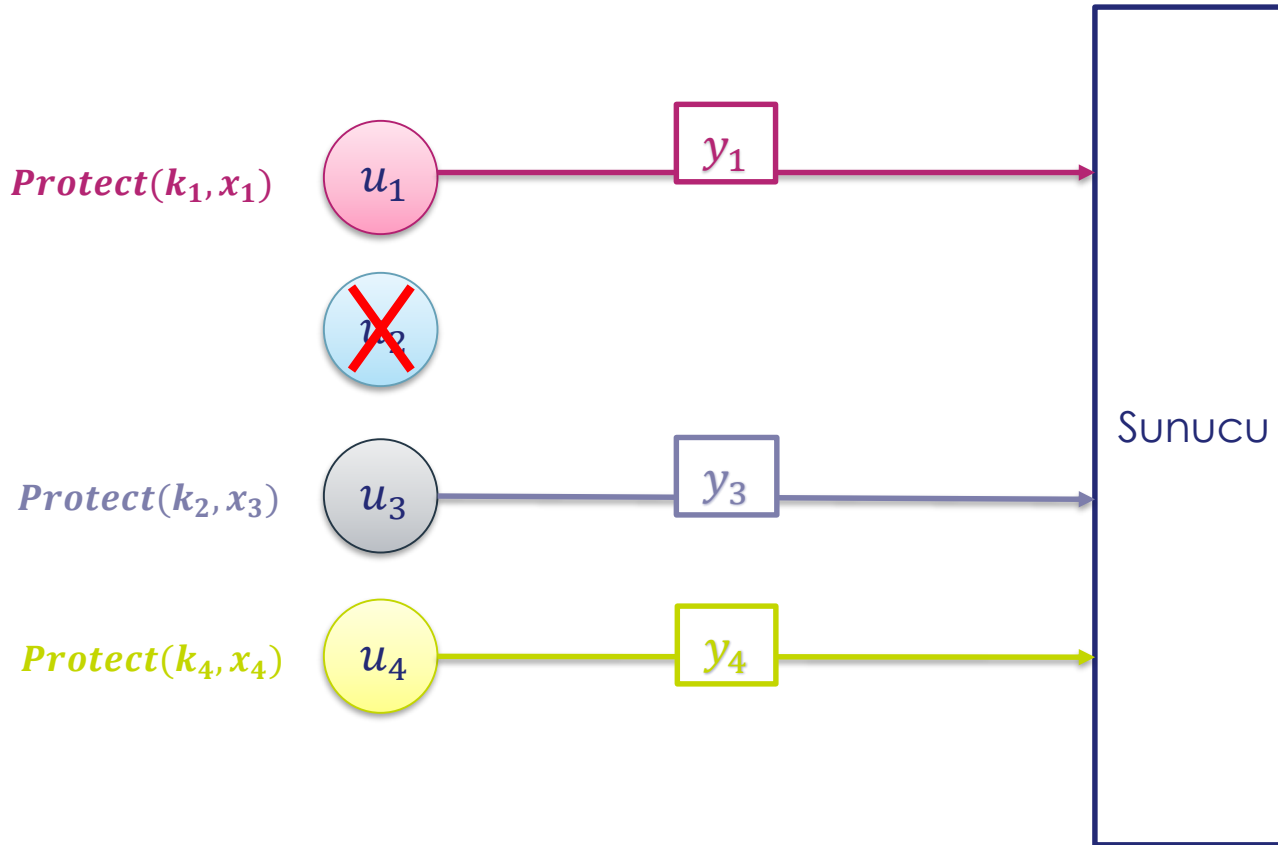 Protect(k₁, x₁) u₁ y₁
u₂
Sunucu
Protect(k₂, x₃) u₃ y₃
Protect(k₄, x₄) u₄ y₄